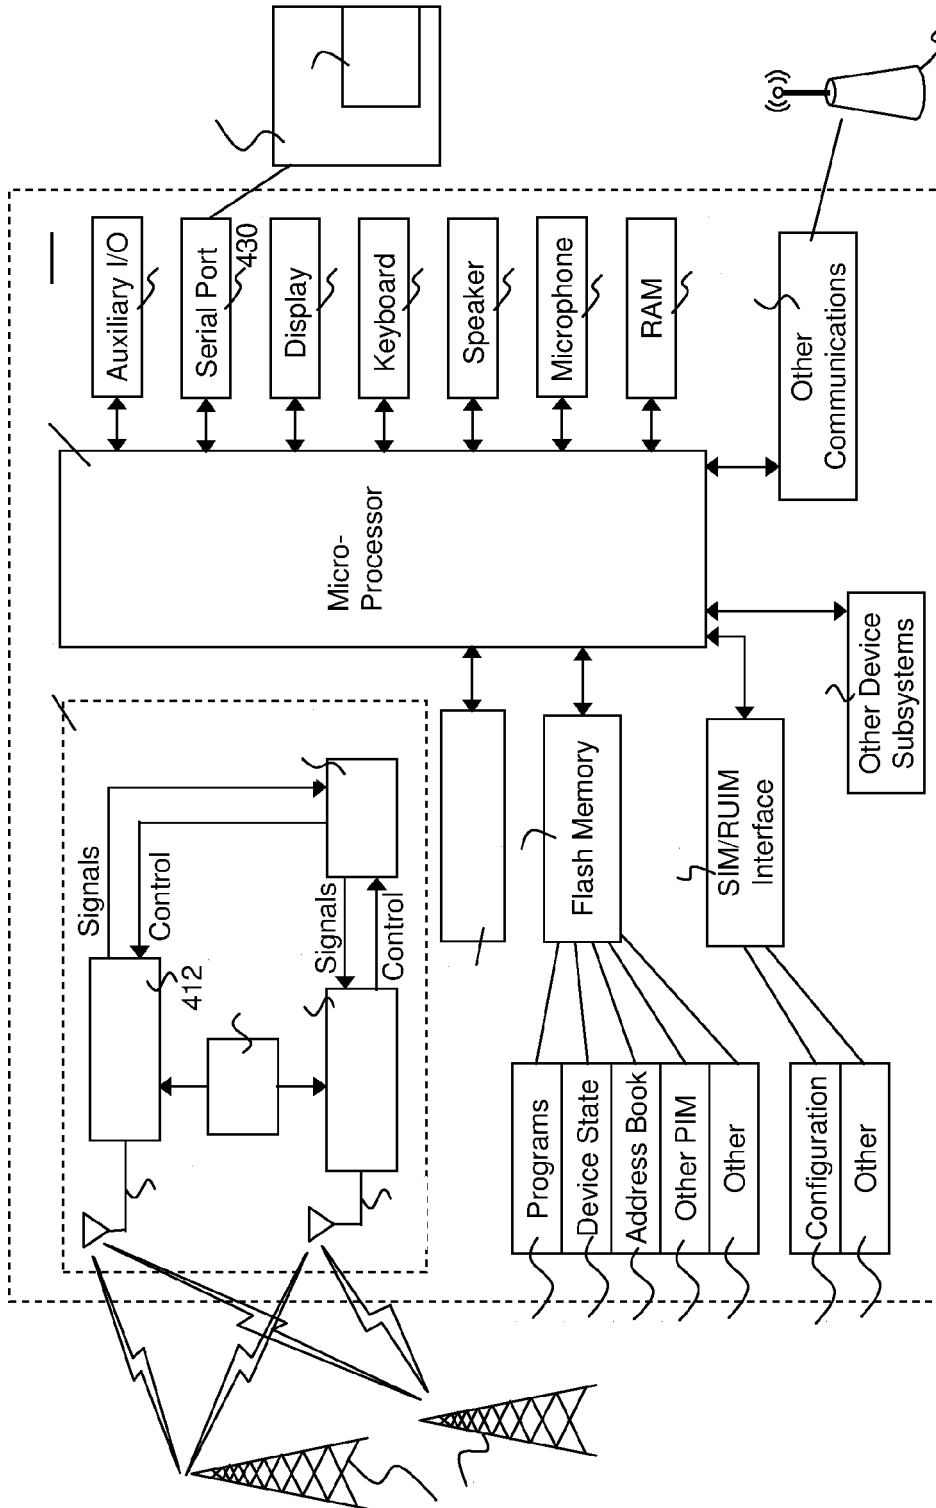 Auxiliary I/O
Serial Port
430
Display
Keyboard
Speaker
Microphone
RAM
Other
Communications
Micro-
Processor
Signals
Control
412
Signals
Control
Flash Memory
SIM/RUIM
Interface
Other Device
Subsystems
Programs
Device State
Address Book
Other PIM
Other
Configuration
Other